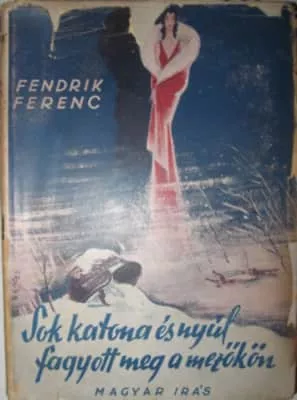 FENDRIK
FERENC
Sok katona és nyúl
fagyott meg a mezőkön
MAGYAR IRÁS